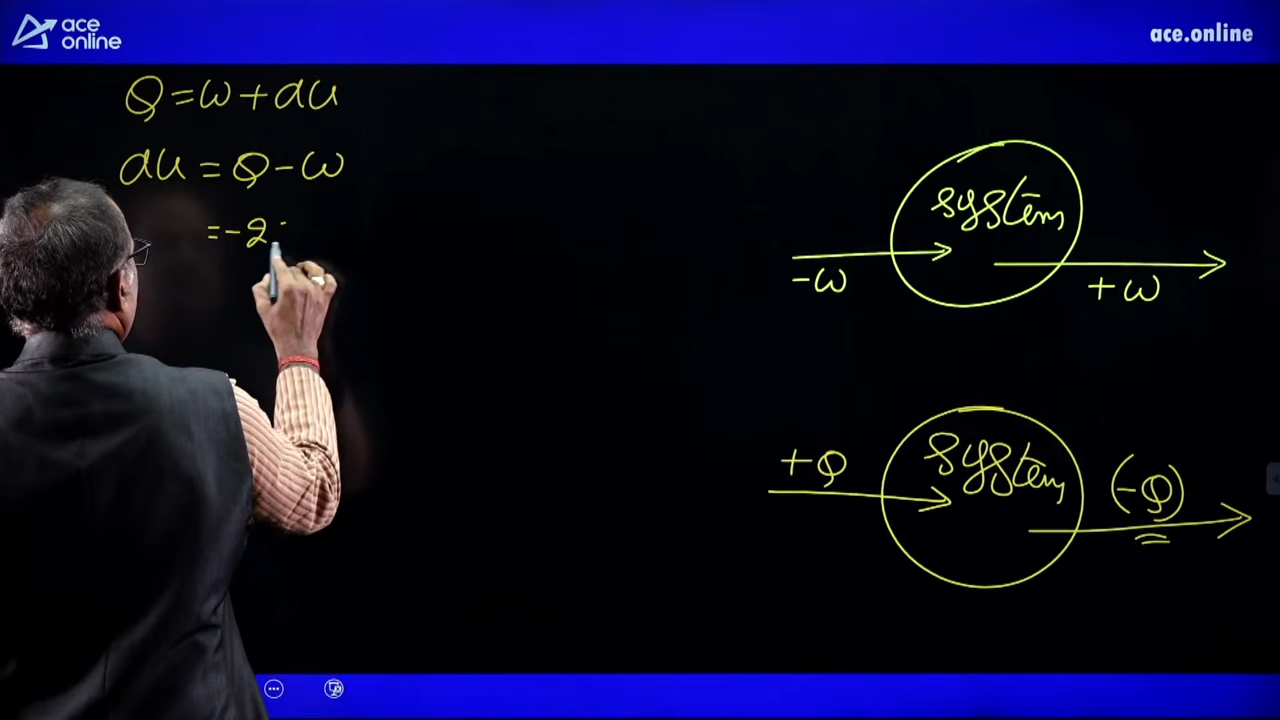 ace
online
ace.online
Q = W + du
du = Q - W
= -2
system
-W
+W
+Q
system
(-Q)